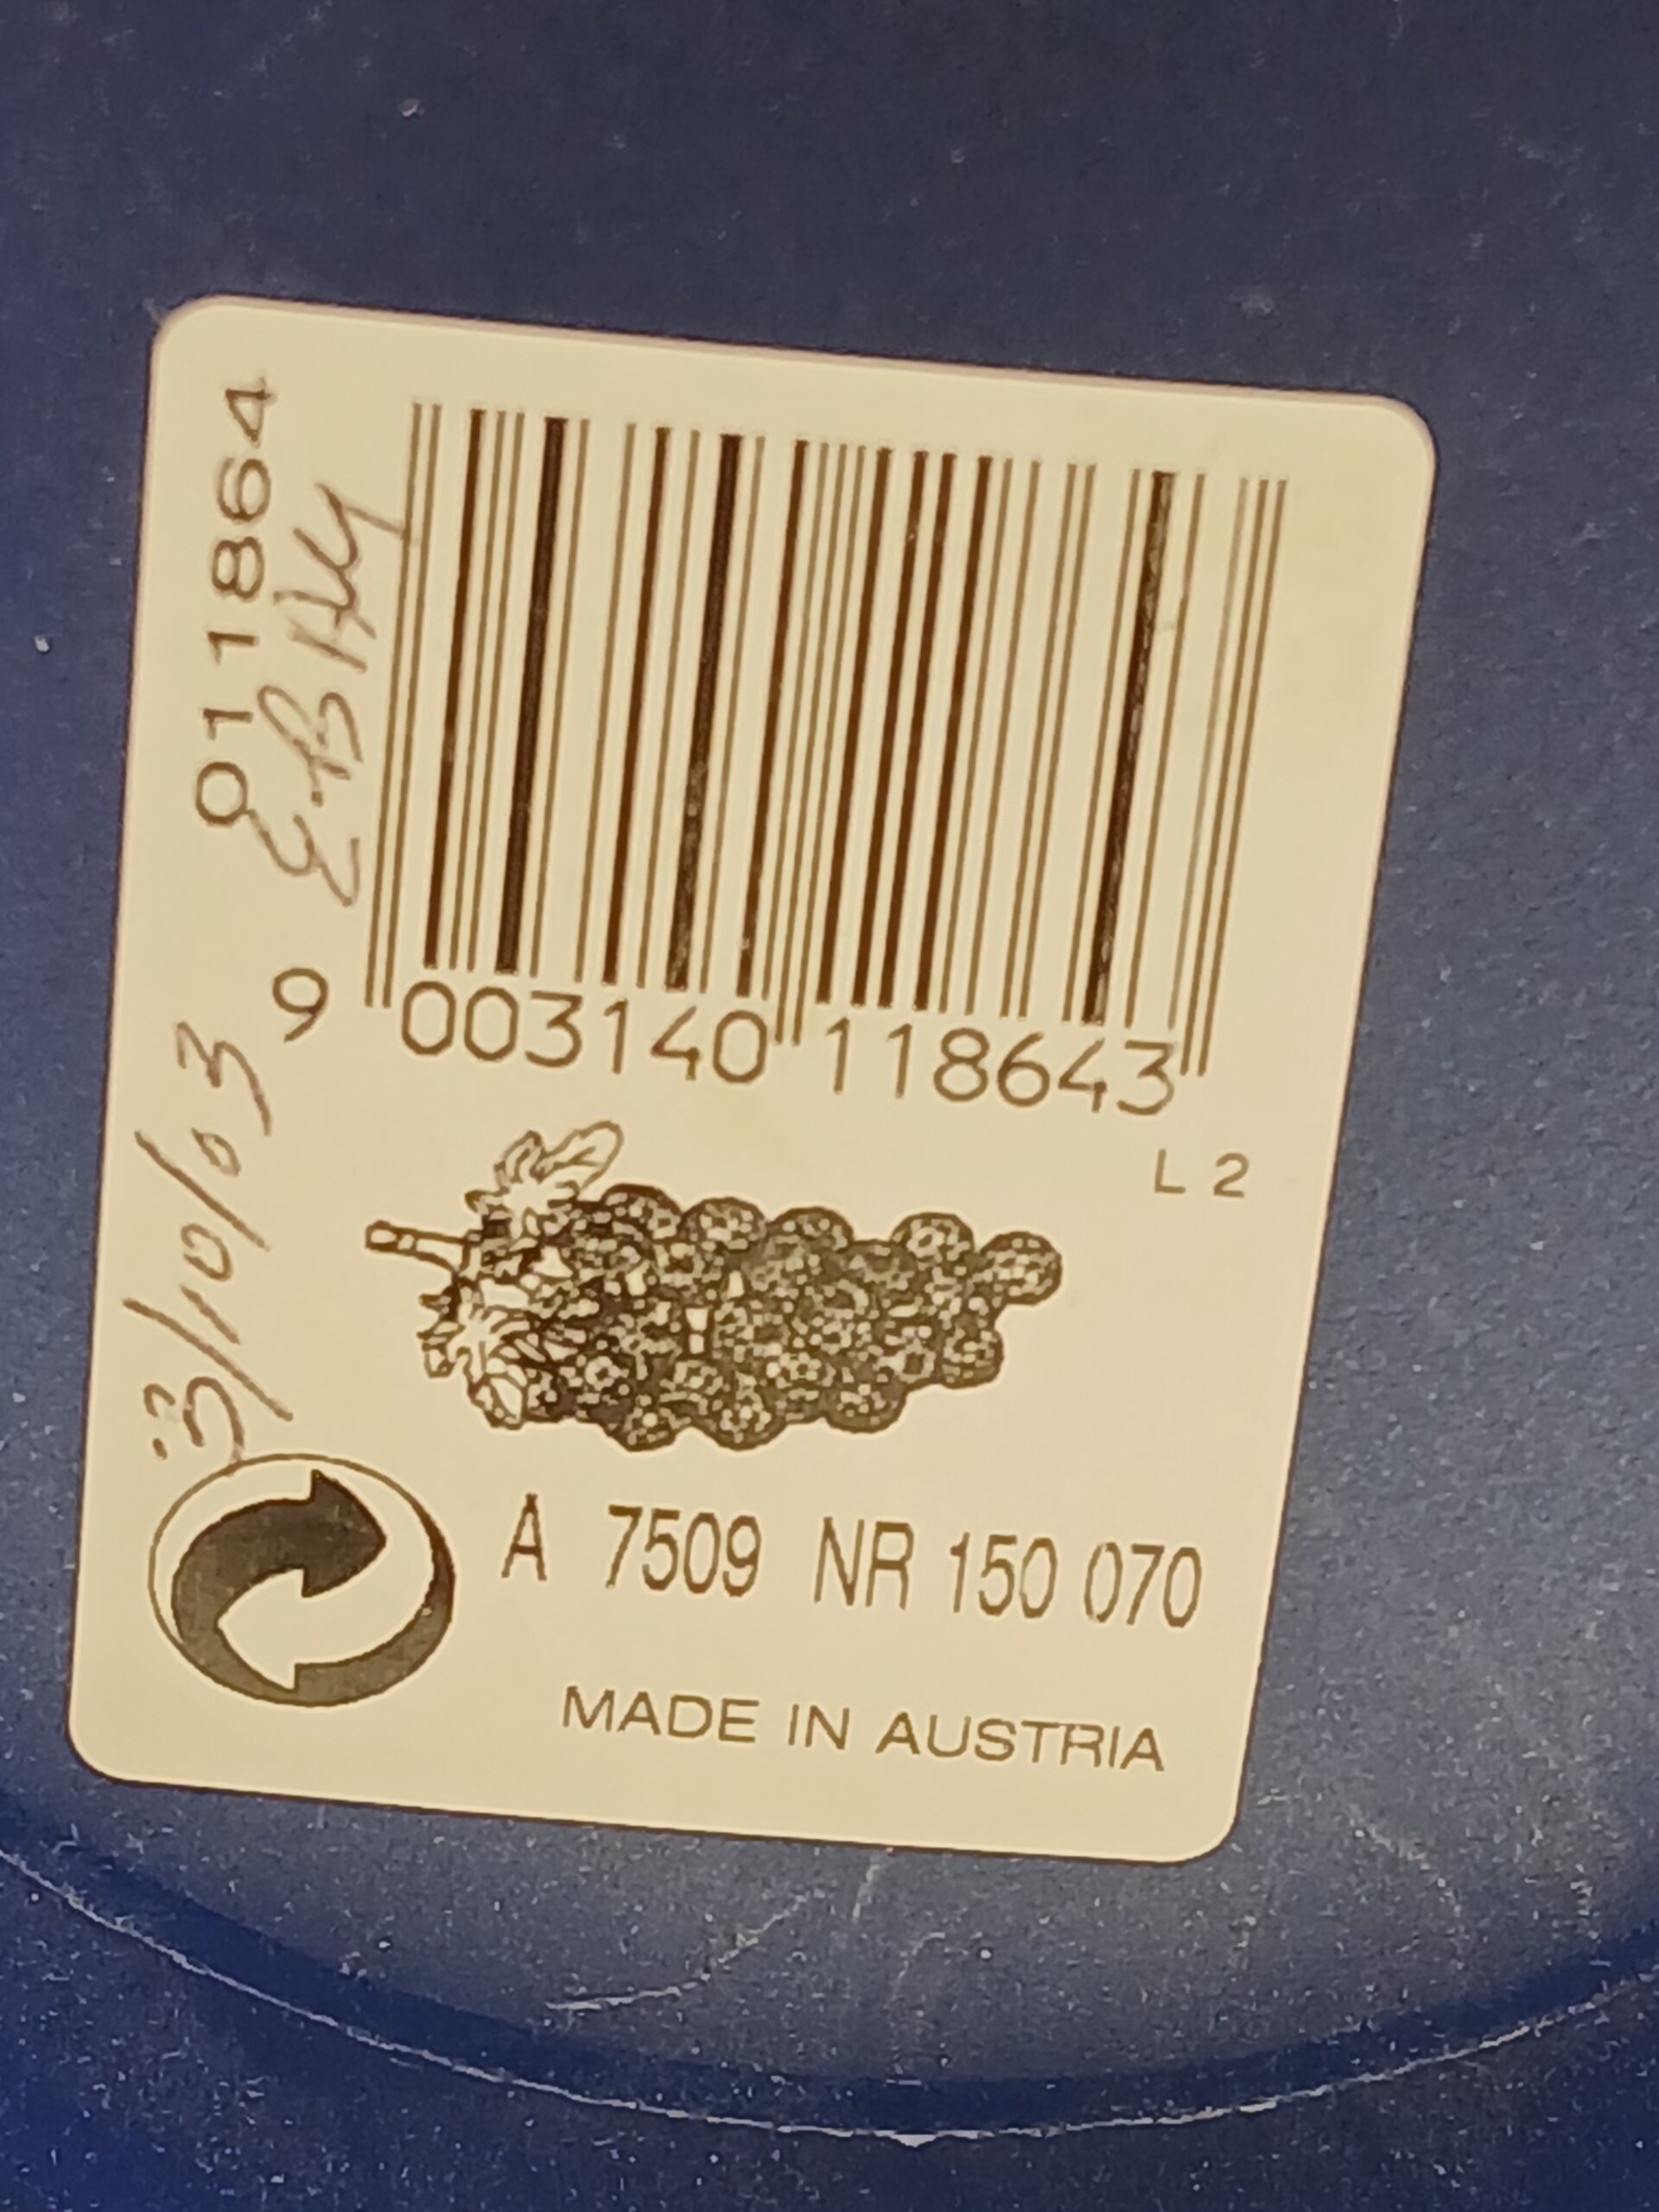 011864
3/10/03
9 003140 118643
L 2
A 7509 NR 150 070
MADE IN AUSTRIA